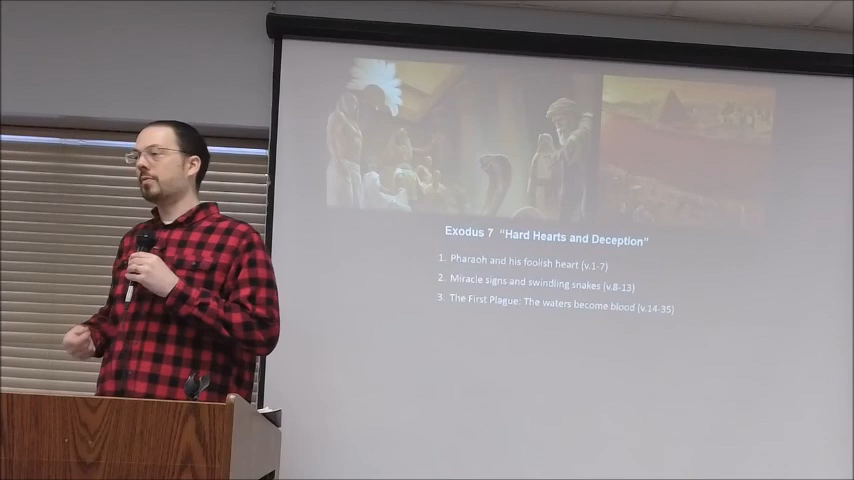 Exodus 7 "Hard Hearts and Deception"
1. Pharaoh and his foolish heart (v.1-7)
2. Miracle signs and swindling snakes (v.8-13)
3. The First Plague: The waters become blood (v.14-35)